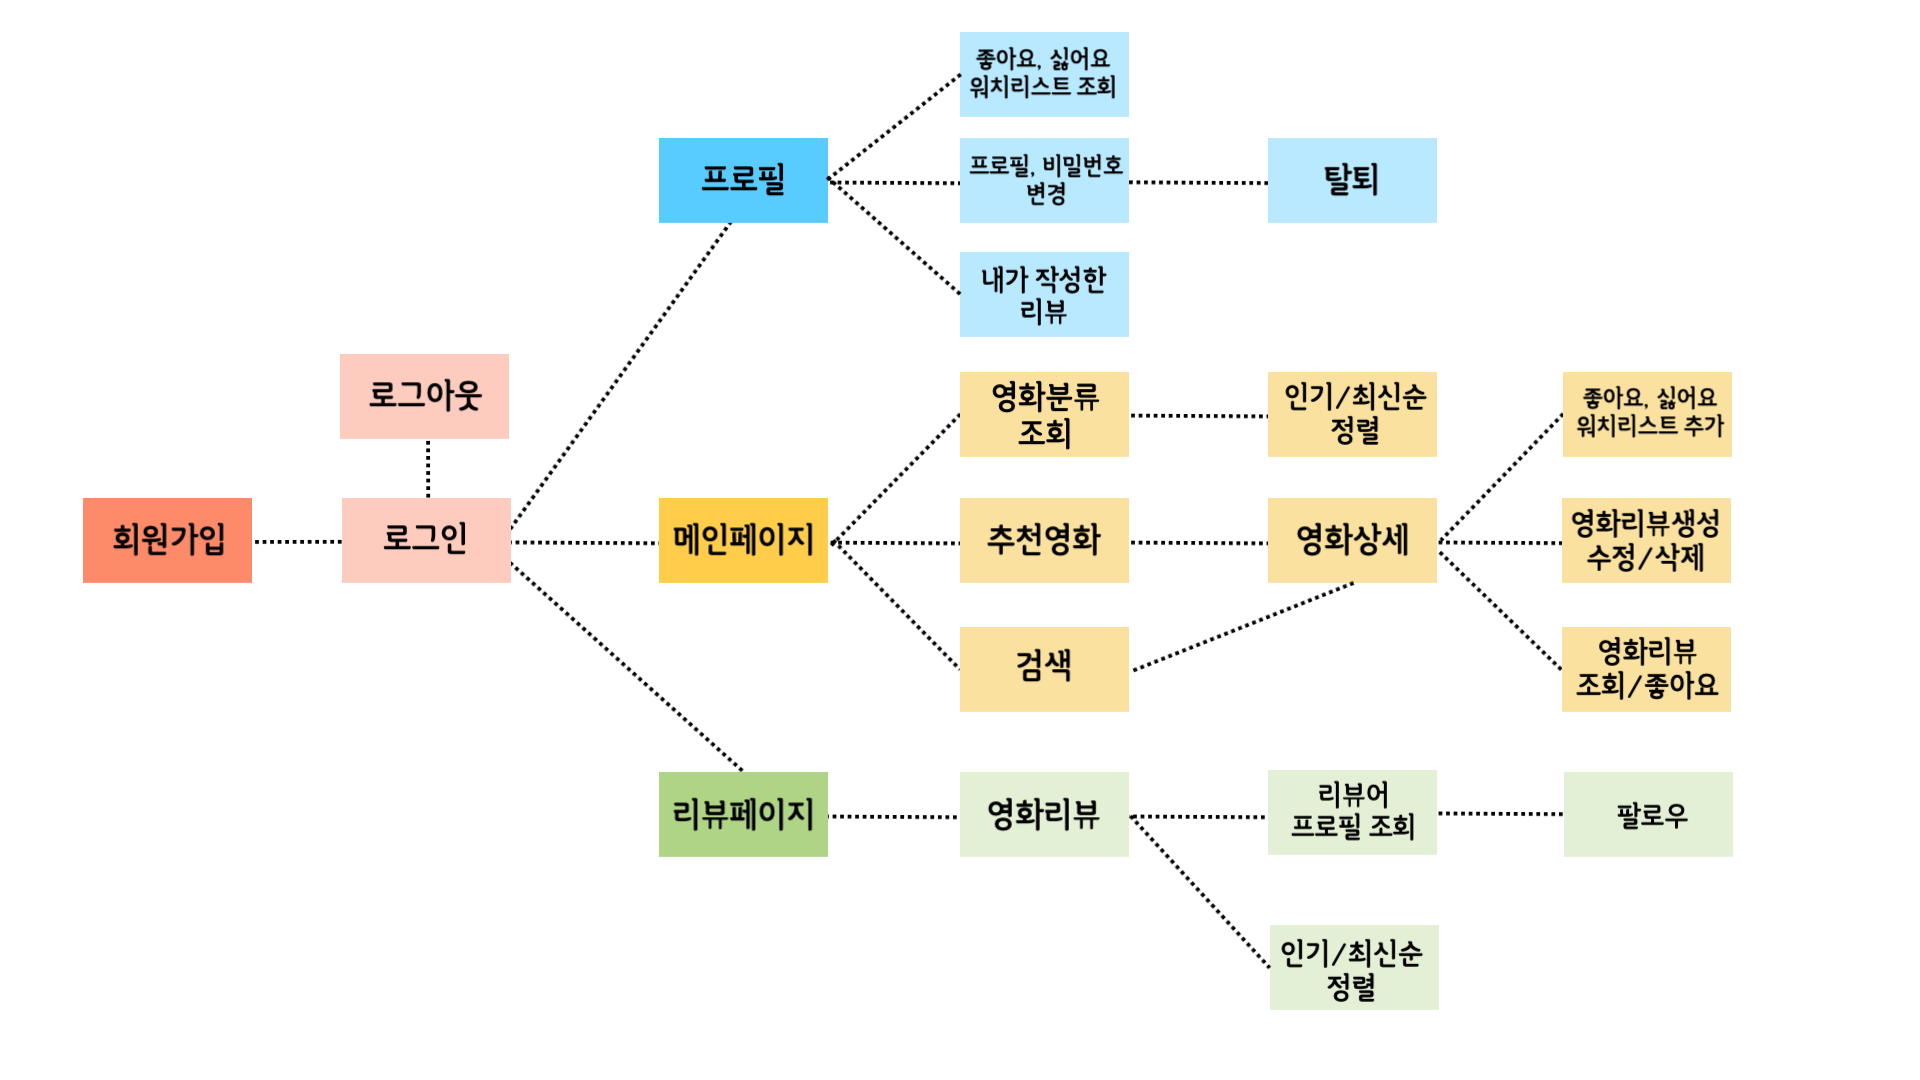 좋아요, 싫어요
워치리스트 조회
프로필
프로필, 비밀번호
변경
탈퇴
내가 작성한
리뷰
로그아웃
영화분류
조회
인기/최신순
정렬
좋아요, 싫어요
워치리스트 추가
회원가입
로그인
메인페이지
추천영화
영화상세
영화리뷰생성
수정/삭제
검색
영화리뷰
조회/좋아요
리뷰페이지
영화리뷰
리뷰어
프로필 조회
팔로우
인기/최신순
정렬